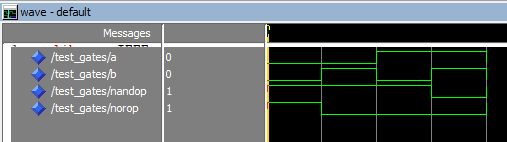 wave - default
Messages
/test_gates/a 0
/test_gates/b 0
/test_gates/nandop 1
/test_gates/norop 1